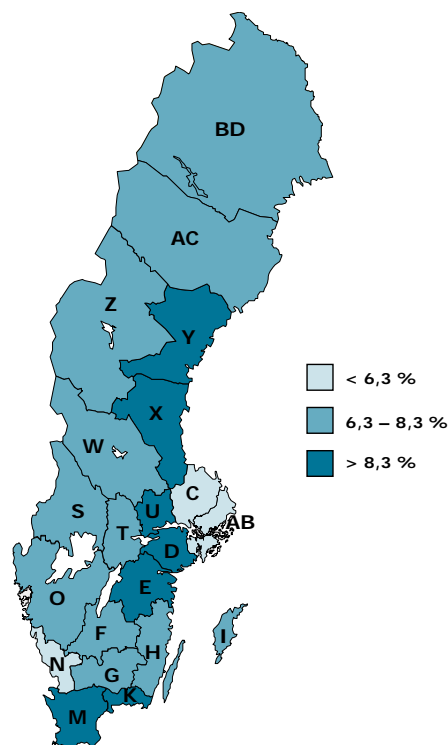 BD
AC
Z
Y
< 6,3 %
X
6,3 – 8,3 %
W
> 8,3 %
C
S
U
AB
T
D
E
O
F
I
H
N
G
K
M